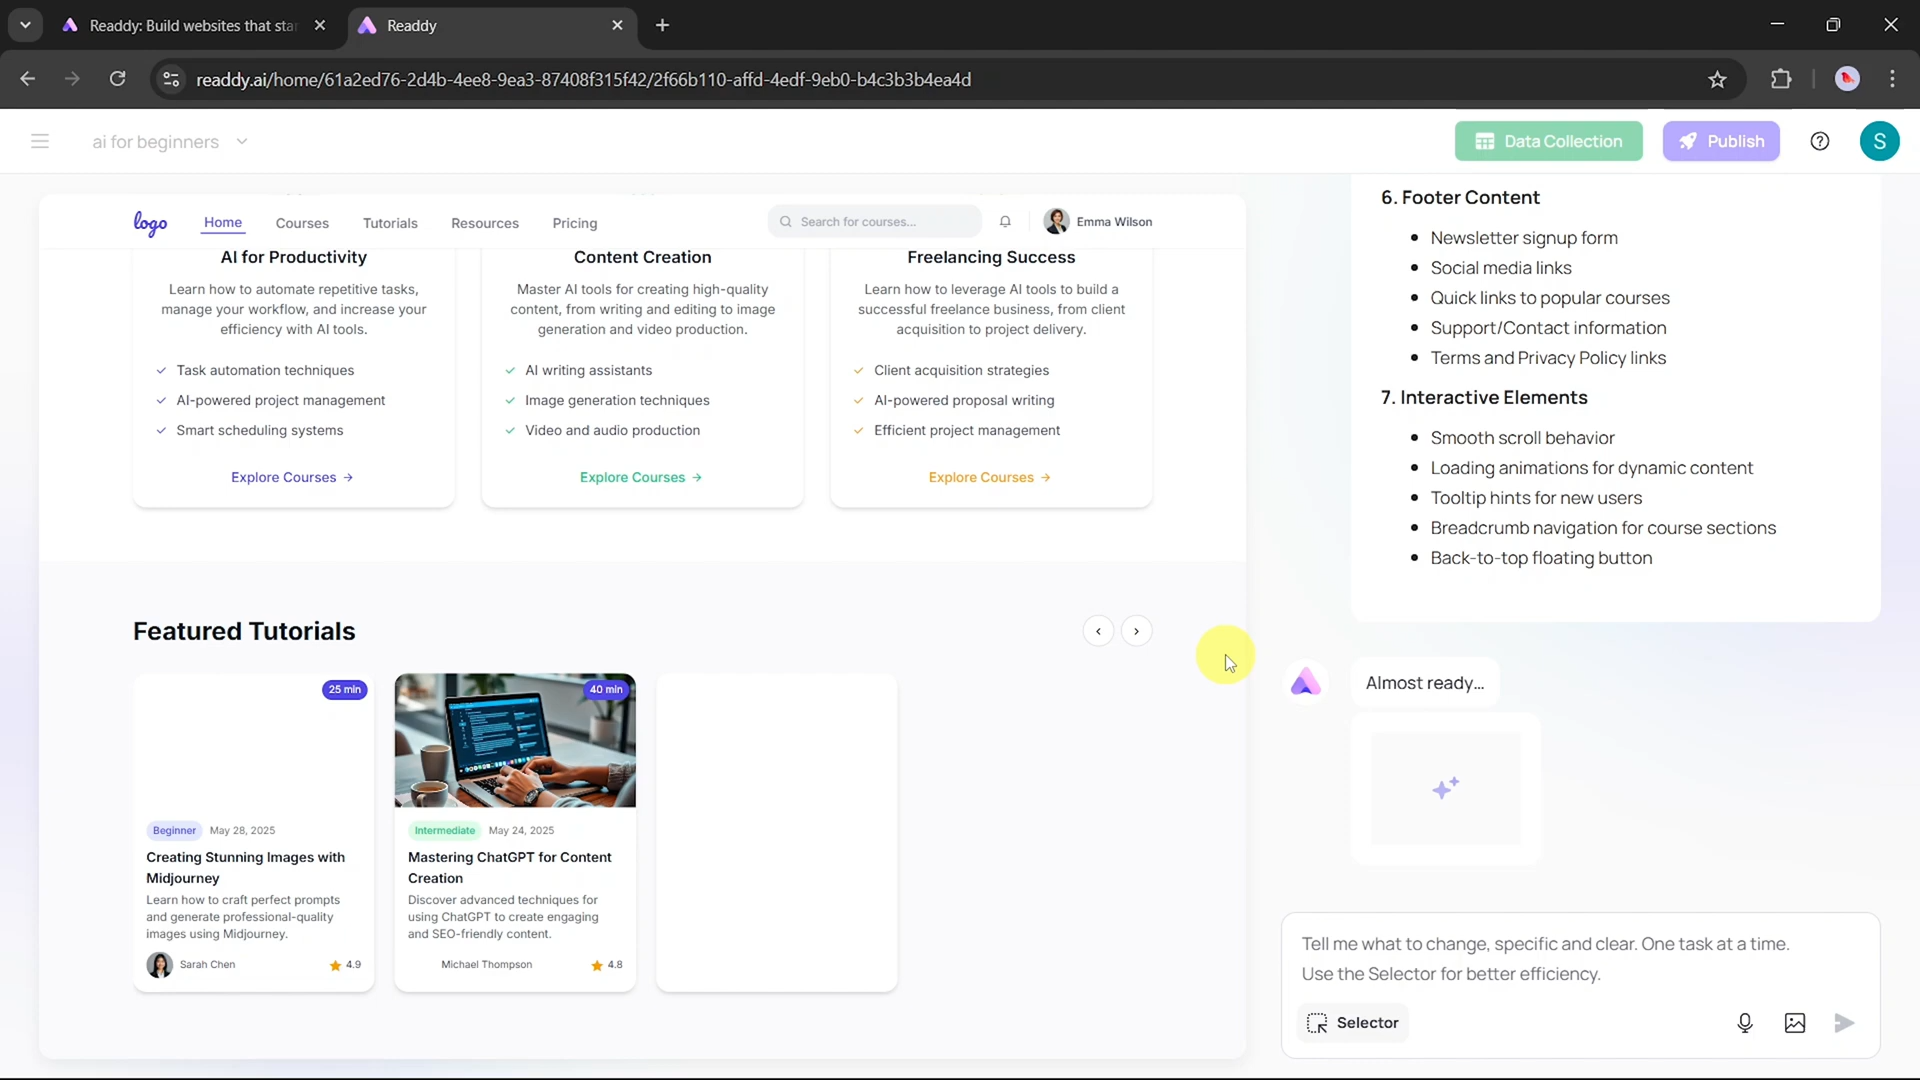 Readdy: Build websites that star
Readdy
readdy.ai/home/61a2ed76-2d4b-4ee8-9ea3-87408f315f42/2f66b110-affd-4edf-9eb0-b4c3b3b4ea4d
ai for beginners
Data Collection
Publish
S
logo
Home
Courses
Tutorials
Resources
Pricing
Search for courses...
Emma Wilson
AI for Productivity
Learn how to automate repetitive tasks,
manage your workflow, and increase your
efficiency with AI tools.
Task automation techniques
AI-powered project management
Smart scheduling systems
Explore Courses →
Content Creation
Master AI tools for creating high-quality
content, from writing and editing to image
generation and video production.
AI writing assistants
Image generation techniques
Video and audio production
Explore Courses →
Freelancing Success
Learn how to leverage AI tools to build a
successful freelance business, from client
acquisition to project delivery.
Client acquisition strategies
AI-powered proposal writing
Efficient project management
Explore Courses →
Featured Tutorials
25 min
Beginner May 28, 2025
Creating Stunning Images with
Midjourney
Learn how to craft perfect prompts
and generate professional-quality
images using Midjourney.
Sarah Chen
4.9
40 min
Intermediate May 24, 2025
Mastering ChatGPT for Content
Creation
Discover advanced techniques for
using ChatGPT to create engaging
and SEO-friendly content.
Michael Thompson
4.8
6. Footer Content
• Newsletter signup form
• Social media links
• Quick links to popular courses
• Support/Contact information
• Terms and Privacy Policy links
7. Interactive Elements
• Smooth scroll behavior
• Loading animations for dynamic content
• Tooltip hints for new users
• Breadcrumb navigation for course sections
• Back-to-top floating button
Almost ready...
Tell me what to change, specific and clear. One task at a time.
Use the Selector for better efficiency.
Selector